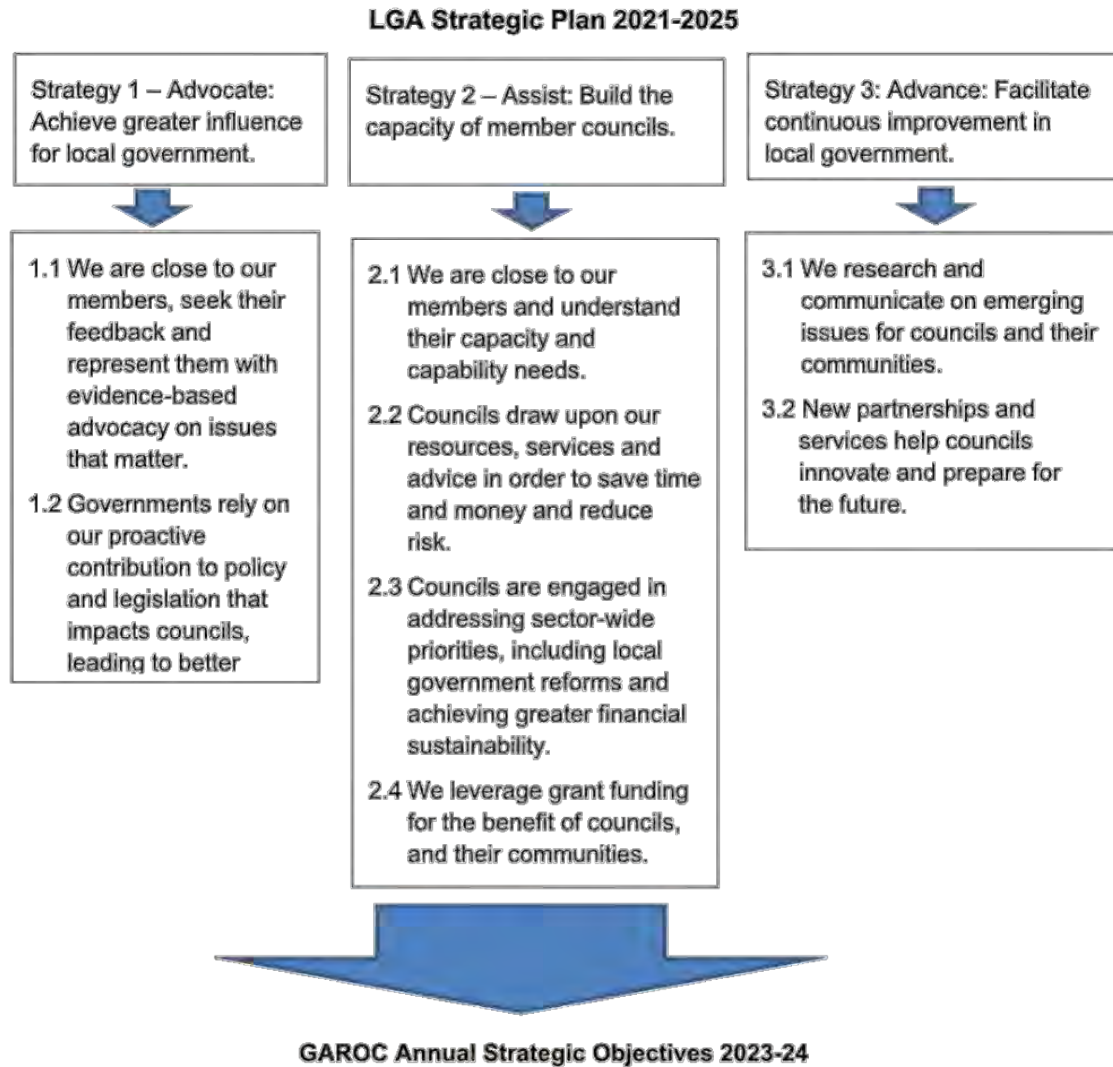 LGA Strategic Plan 2021-2025
Strategy 1 – Advocate:
Achieve greater influence
for local government.
Strategy 2 – Assist: Build the
capacity of member councils.
Strategy 3: Advance: Facilitate
continuous improvement in
local government.
1.1 We are close to our
members, seek their
feedback and
represent them with
evidence-based
advocacy on issues
that matter.
1.2 Governments rely on
our proactive
contribution to policy
and legislation that
impacts councils,
leading to better
2.1 We are close to our
members and understand
their capacity and
capability needs.
2.2 Councils draw upon our
resources, services and
advice in order to save time
and money and reduce
risk.
2.3 Councils are engaged in
addressing sector-wide
priorities, including local
government reforms and
achieving greater financial
sustainability.
2.4 We leverage grant funding
for the benefit of councils,
and their communities.
3.1 We research and
communicate on emerging
issues for councils and their
communities.
3.2 New partnerships and
services help councils
innovate and prepare for
the future.
GAROC Annual Strategic Objectives 2023-24